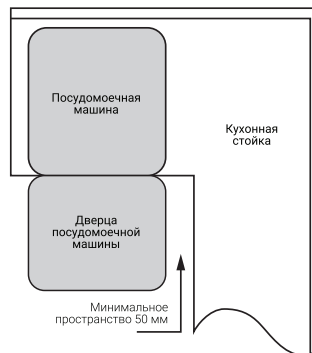 Посудомоечная
машина
Кухонная
стойка
Дверца
посудомоечной
машины
Минимальное
пространство 50 мм